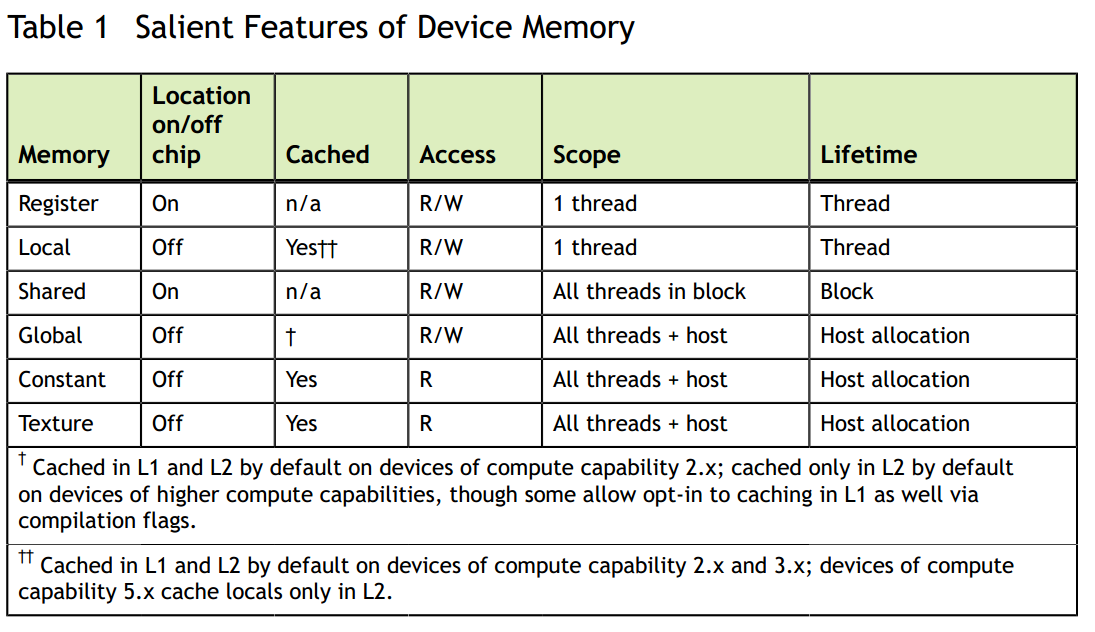 Table 1 Salient Features of Device Memory
Memory Location on/off chip Cached Access Scope Lifetime
Register On n/a R/W 1 thread Thread
Local Off Yes†† R/W 1 thread Thread
Shared On n/a R/W All threads in block Block
Global Off † R/W All threads + host Host allocation
Constant Off Yes R All threads + host Host allocation
Texture Off Yes R All threads + host Host allocation
† Cached in L1 and L2 by default on devices of compute capability 2.x; cached only in L2 by default
on devices of higher compute capabilities, though some allow opt-in to caching in L1 as well via
compilation flags.
†† Cached in L1 and L2 by default on devices of compute capability 2.x and 3.x; devices of compute
capability 5.x cache locals only in L2.